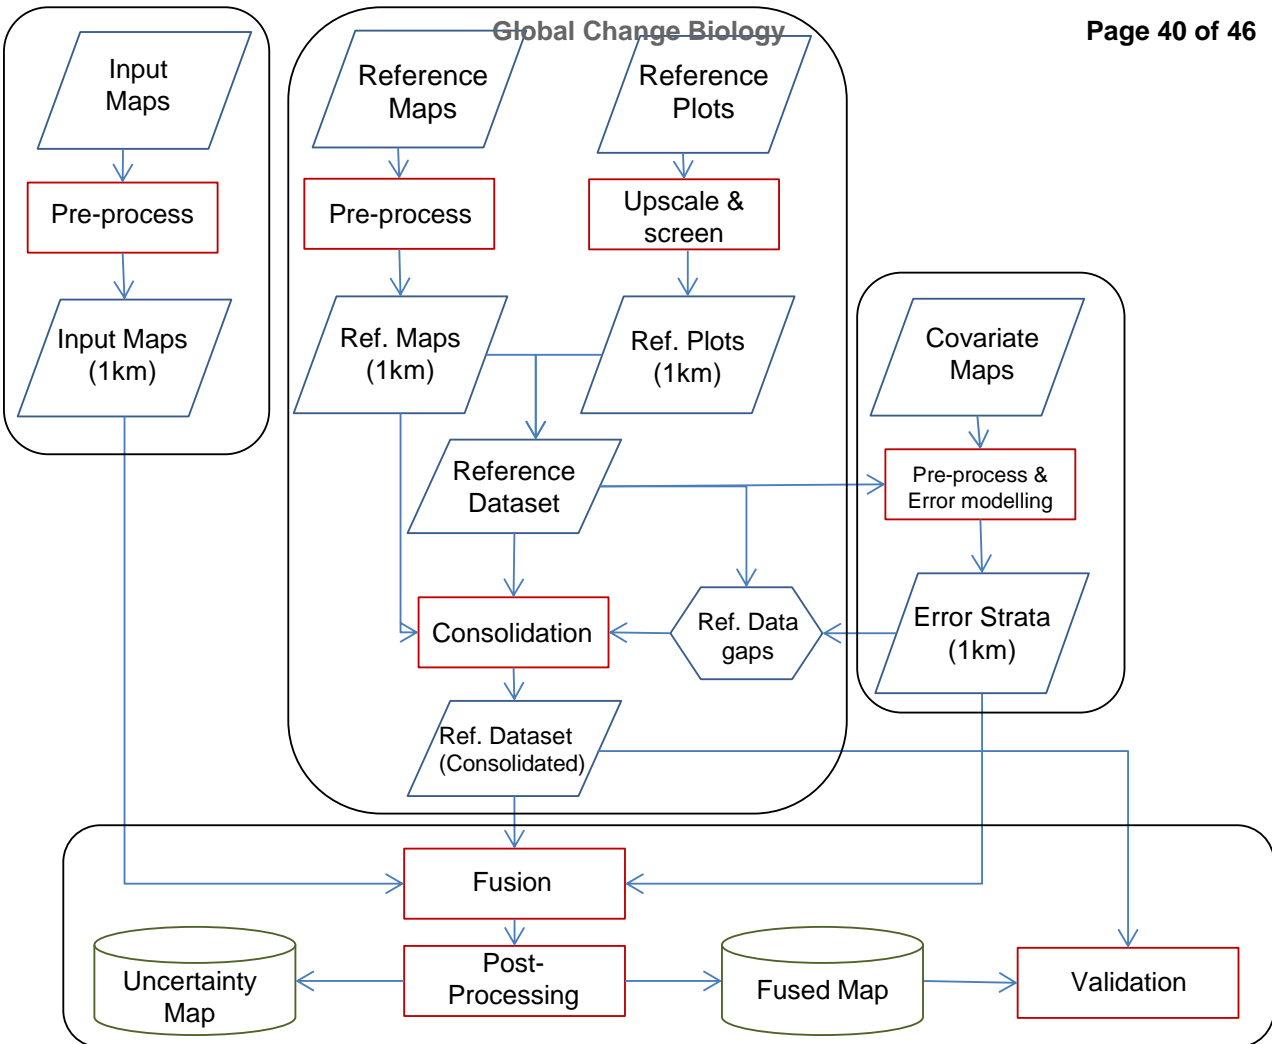 Global Change Biology
Page 40 of 46
Input
Maps
Reference
Maps
Reference
Plots
Pre-process
Pre-process
Upscale &
screen
Input Maps
(1km)
Ref. Maps
(1km)
Ref. Plots
(1km)
Covariate
Maps
Reference
Dataset
Pre-process &
Error modelling
Consolidation
Ref. Data
gaps
Error Strata
(1km)
Ref. Dataset
(Consolidated)
Fusion
Uncertainty
Map
Post-
Processing
Fused Map
Validation